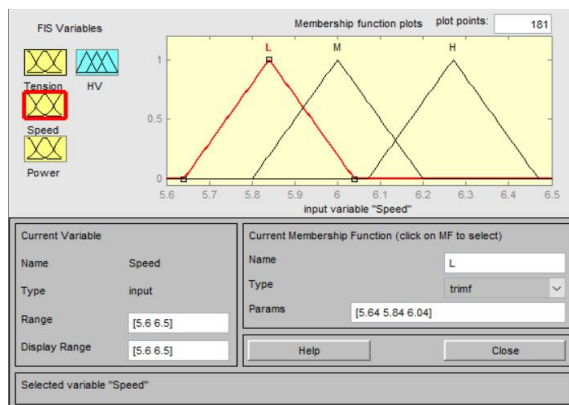 FIS Variables
Membership function plots plot points: 181
Tension HV
Speed
Power
L M H
1
0.5
0
5.6 5.7 5.8 5.9 6 6.1 6.2 6.3 6.4 6.5
input variable "Speed"
Current Variable
Name Speed
Type input
Range [5.6 6.5]
Display Range [5.6 6.5]
Current Membership Function (click on MF to select)
Name L
Type trimf
Params [5.64 5.84 6.04]
Help Close
Selected variable "Speed"